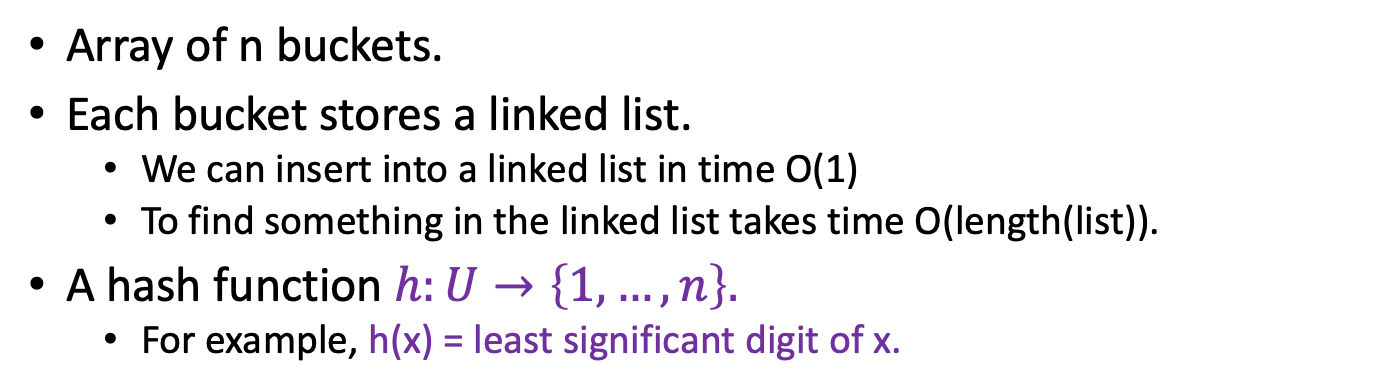 • Array of n buckets.
• Each bucket stores a linked list.
• We can insert into a linked list in time O(1)
• To find something in the linked list takes time O(length(list)).
• A hash function h: U → {1, ..., n}.
• For example, h(x) = least significant digit of x.